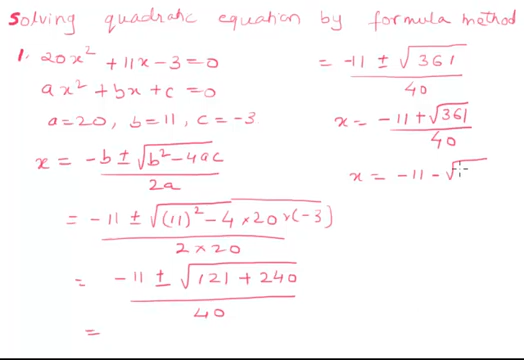 Solving quadratic equation by formula method
1. 20x² + 11x - 3 = 0
ax² + bx + c = 0
a = 20, b = 11, c = -3
x = -b ± √(b² - 4ac) / 2a
= -11 ± √((11)² - 4 × 20 × (-3)) / 2 × 20
= -11 ± √(121 + 240) / 40
=
= -11 ± √361 / 40
x = -11 + √361 / 40
x = -11 - √